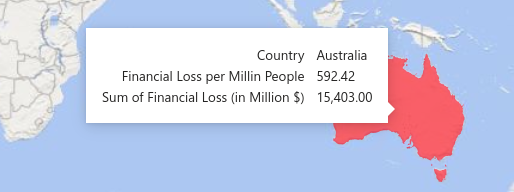 Country Australia
Financial Loss per Millin People 592.42
Sum of Financial Loss (in Million $) 15,403.00